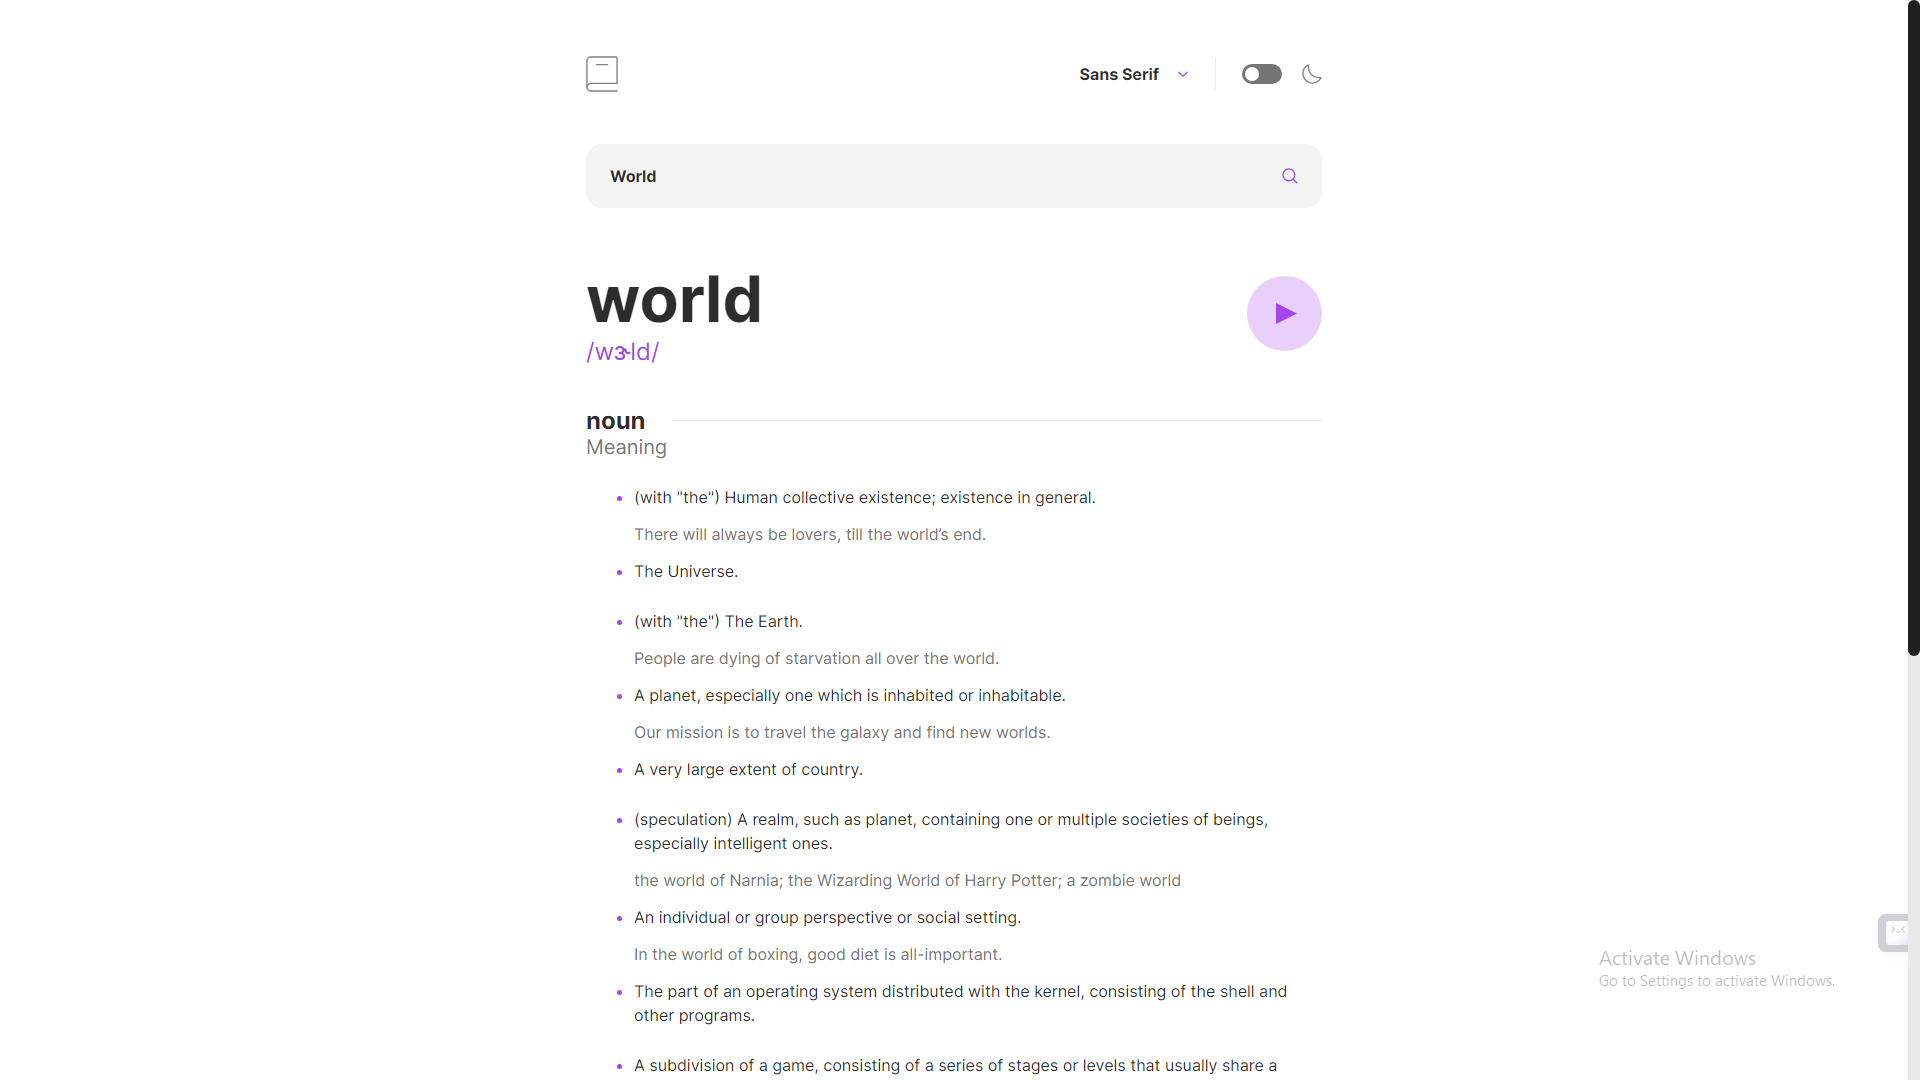 Sans Serif
World
world
/wɝld/
noun
Meaning
(with "the") Human collective existence; existence in general.
There will always be lovers, till the world’s end.
The Universe.
(with "the") The Earth.
People are dying of starvation all over the world.
A planet, especially one which is inhabited or inhabitable.
Our mission is to travel the galaxy and find new worlds.
A very large extent of country.
(speculation) A realm, such as planet, containing one or multiple societies of beings,
especially intelligent ones.
the world of Narnia; the Wizarding World of Harry Potter; a zombie world
An individual or group perspective or social setting.
In the world of boxing, good diet is all-important.
The part of an operating system distributed with the kernel, consisting of the shell and
other programs.
A subdivision of a game, consisting of a series of stages or levels that usually share a
Activate Windows
Go to Settings to activate Windows.